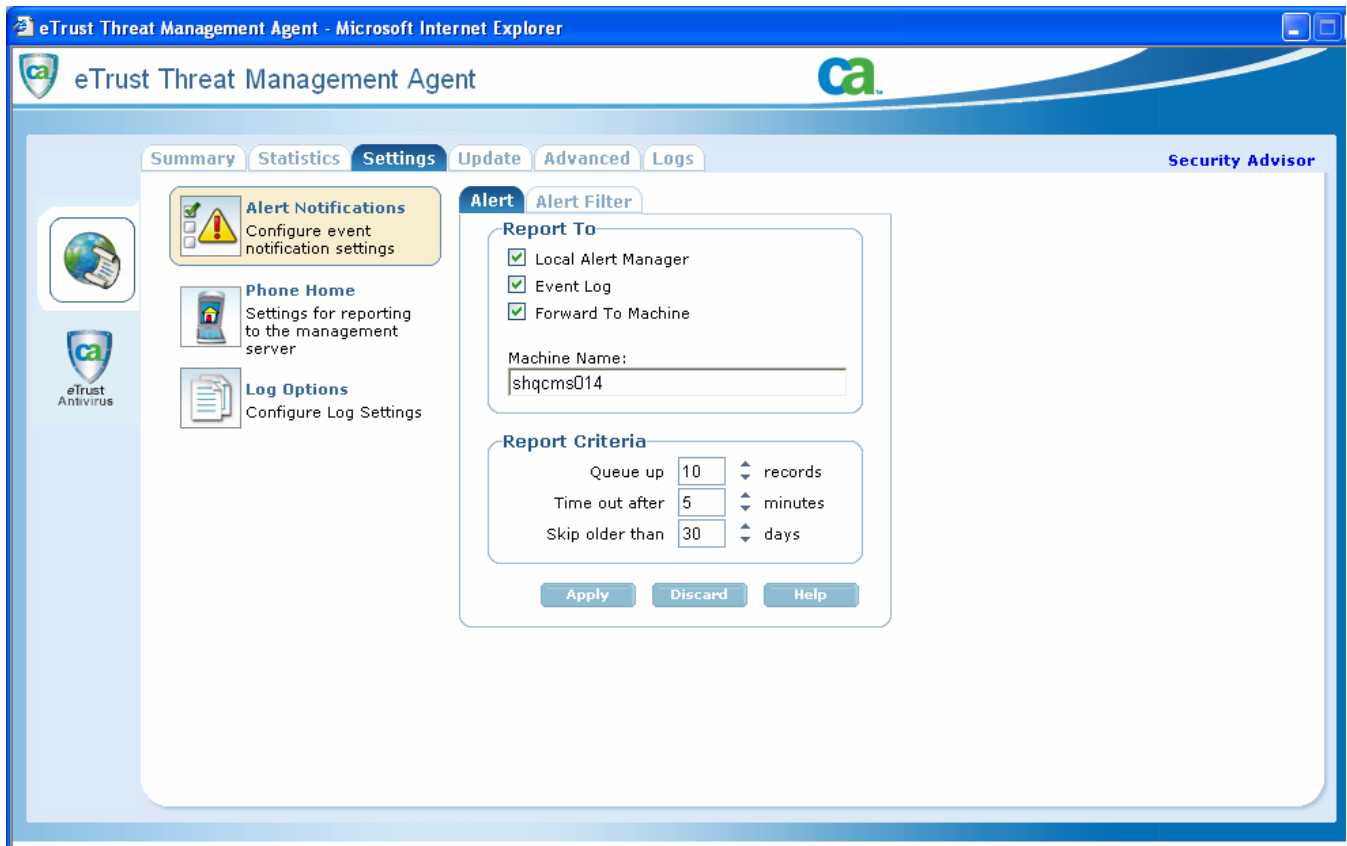 eTrust Threat Management Agent - Microsoft Internet Explorer
ca
eTrust Threat Management Agent
ca
Summary
Statistics
Settings
Update
Advanced
Logs
Security Advisor
ca
eTrust
Antivirus
Alert Notifications
Configure event
notification settings
Phone Home
Settings for reporting
to the management
server
Log Options
Configure Log Settings
Alert
Alert Filter
Report To
Local Alert Manager
Event Log
Forward To Machine
Machine Name:
shqcms014
Report Criteria
Queue up 10 records
Time out after 5 minutes
Skip older than 30 days
Apply
Discard
Help